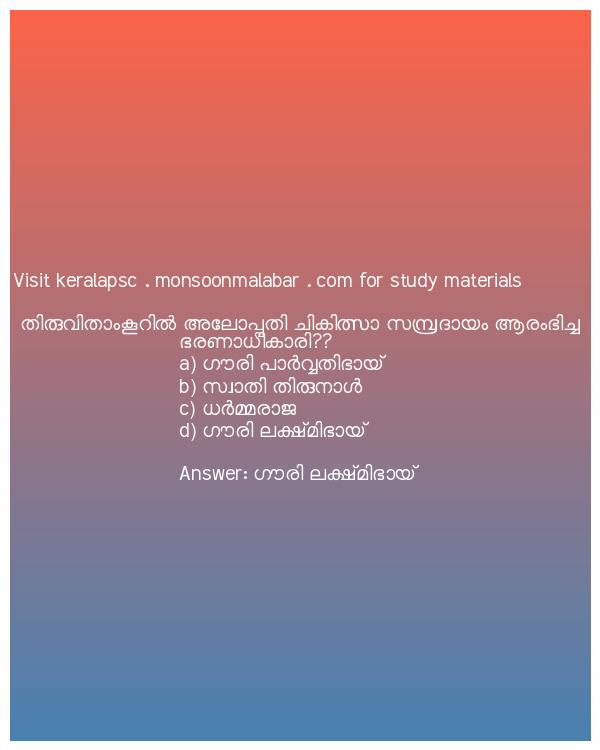 Visit keralapsc . monsoonmalabar . com for study materials
തിരുവിതാംകൂറിൽ അലോപ്പതി ചികിത്സാ സമ്പ്രദായം ആരംഭിച്ച
ഭരണാധികാരി??
a) ഗൗരി പാർവ്വതിഭായ്
b) സ്വാതി തിരുനാൾ
c) ധർമ്മരാജ
d) ഗൗരി ലക്ഷ്മിഭായ്
Answer: ഗൗരി ലക്ഷ്മിഭായ്